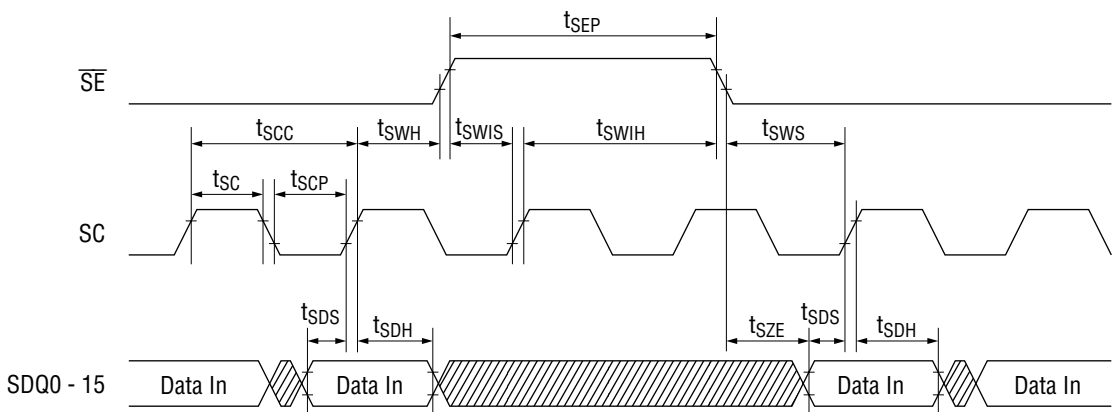 tSEP
SE
tSCC tSWH tSWIS tSWIH tSWS
tSC tSCP
SC
tSDS tSDH tSZE tSDS tSDH
SDQ0 - 15 Data In Data In Data In Data In